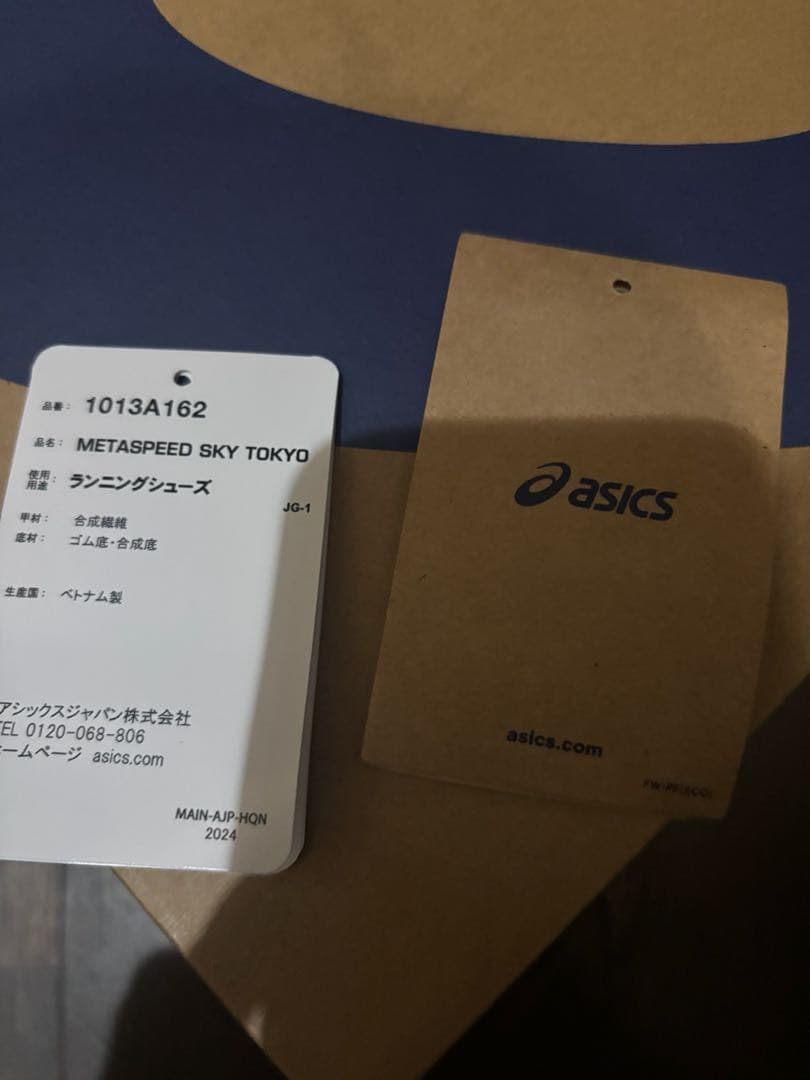 品番： 1013A162
品名： METASPEED SKY TOKYO
使用用途： ランニングシューズ
JG-1
甲材： 合成繊維
底材： ゴム底・合成底
生産国： ベトナム製
アシックスジャパン株式会社
TEL 0120-068-806
ホームページ asics.com
MAIN-AJP-HQN
2024
asics
asics.com